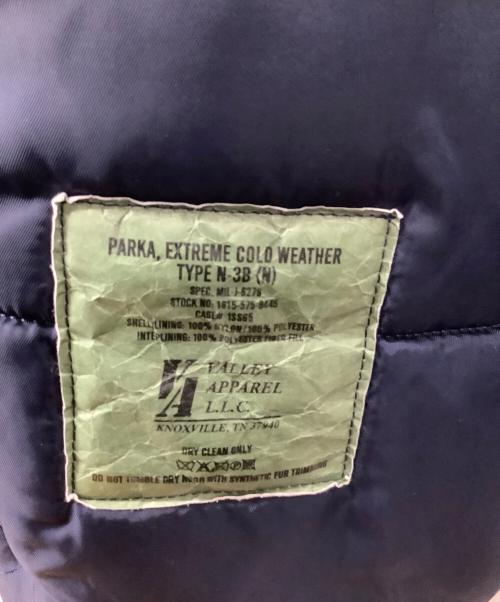 PARKA, EXTREME COLD WEATHER
TYPE N-3B (N)
SPEC. MIL-J-6279
STOCK NO: 1615-575-8445
CAGE# 1SS65
SHELL/LINING: 100% NYLON/100% POLYESTER
INTERLINING: 100% POLYESTER FIBER FILL
VA
VALLEY
APPAREL
L.L.C.
KNOXVILLE, TN 37940
DRY CLEAN ONLY
DO NOT TUMBLE DRY HOOD WITH SYNTHETIC FUR TRIMMING